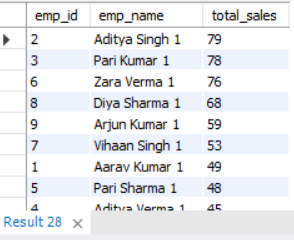 emp_id emp_name total_sales
2 Aditya Singh 1 79
3 Pari Kumar 1 78
6 Zara Verma 1 76
8 Diya Sharma 1 68
9 Arjun Kumar 1 59
7 Vihaan Singh 1 53
1 Aarav Kumar 1 49
5 Pari Sharma 1 48
4 Aditya Verma 1 45
Result 28 ×